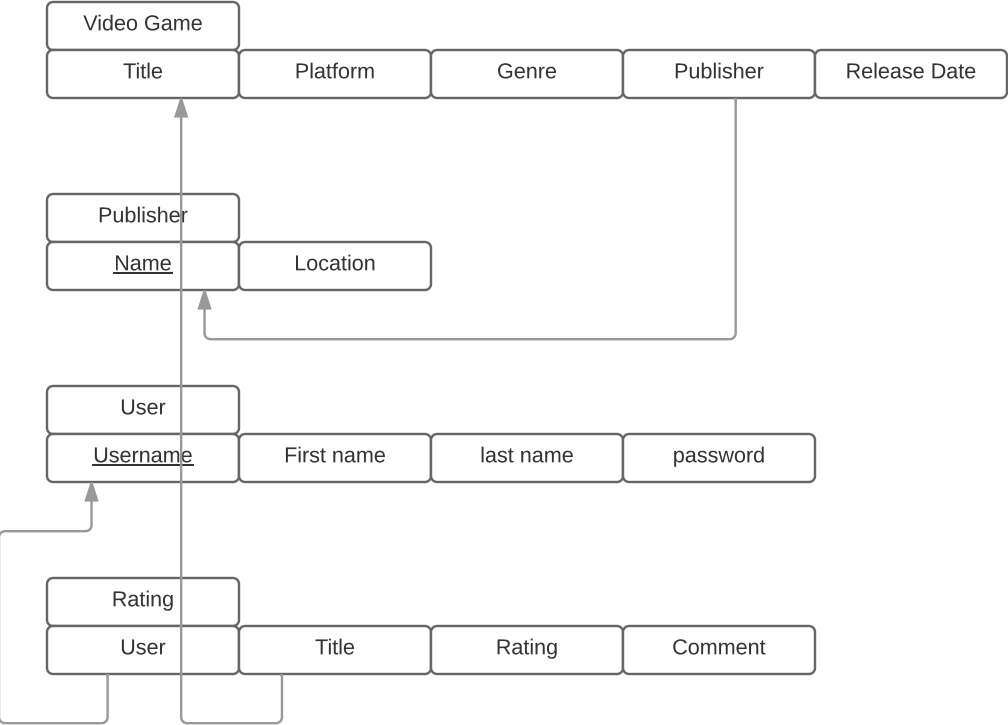 Video Game
Title Platform Genre Publisher Release Date
Publisher
Name Location
User
Username First name last name password
Rating
User Title Rating Comment